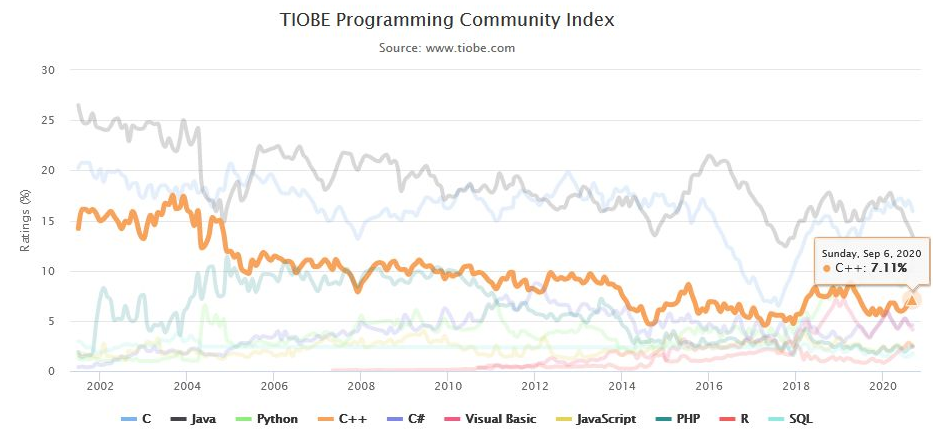 TIOBE Programming Community Index
Source: www.tiobe.com
Ratings (%)
30
25
20
15
10
5
0
Sunday, Sep 6, 2020
C++: 7.11%
2002 2004 2006 2008 2010 2012 2014 2016 2018 2020
C Java Python C++ C# Visual Basic JavaScript PHP R SQL